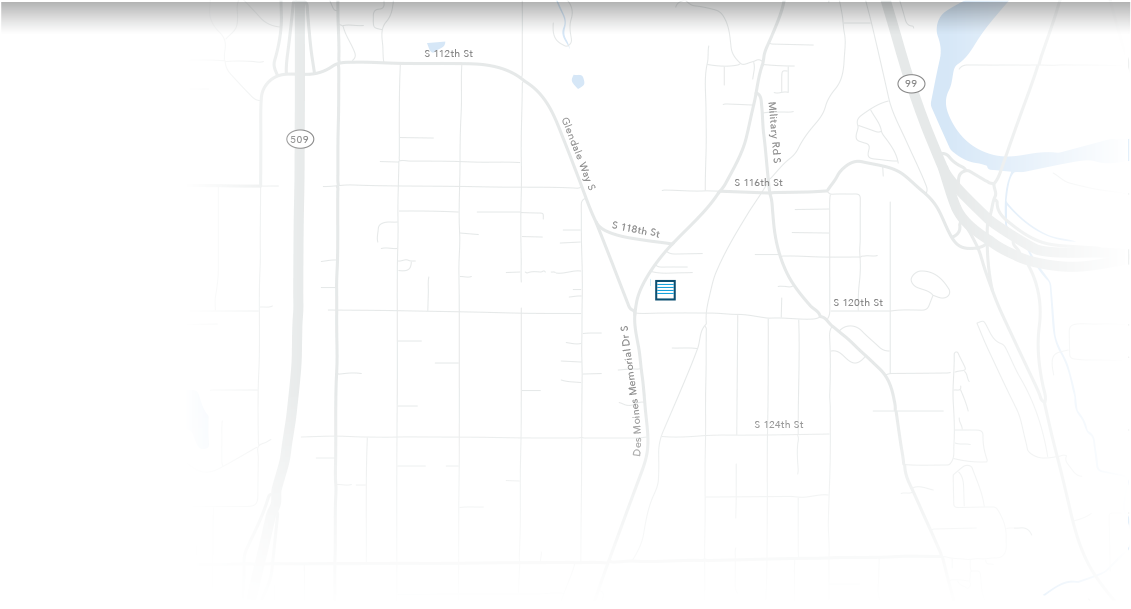 S 112th St
99
Military Rd S
509
Glendale Way S
S 116th St
S 118th St
S 120th St
Des Moines Memorial Dr S
S 124th St